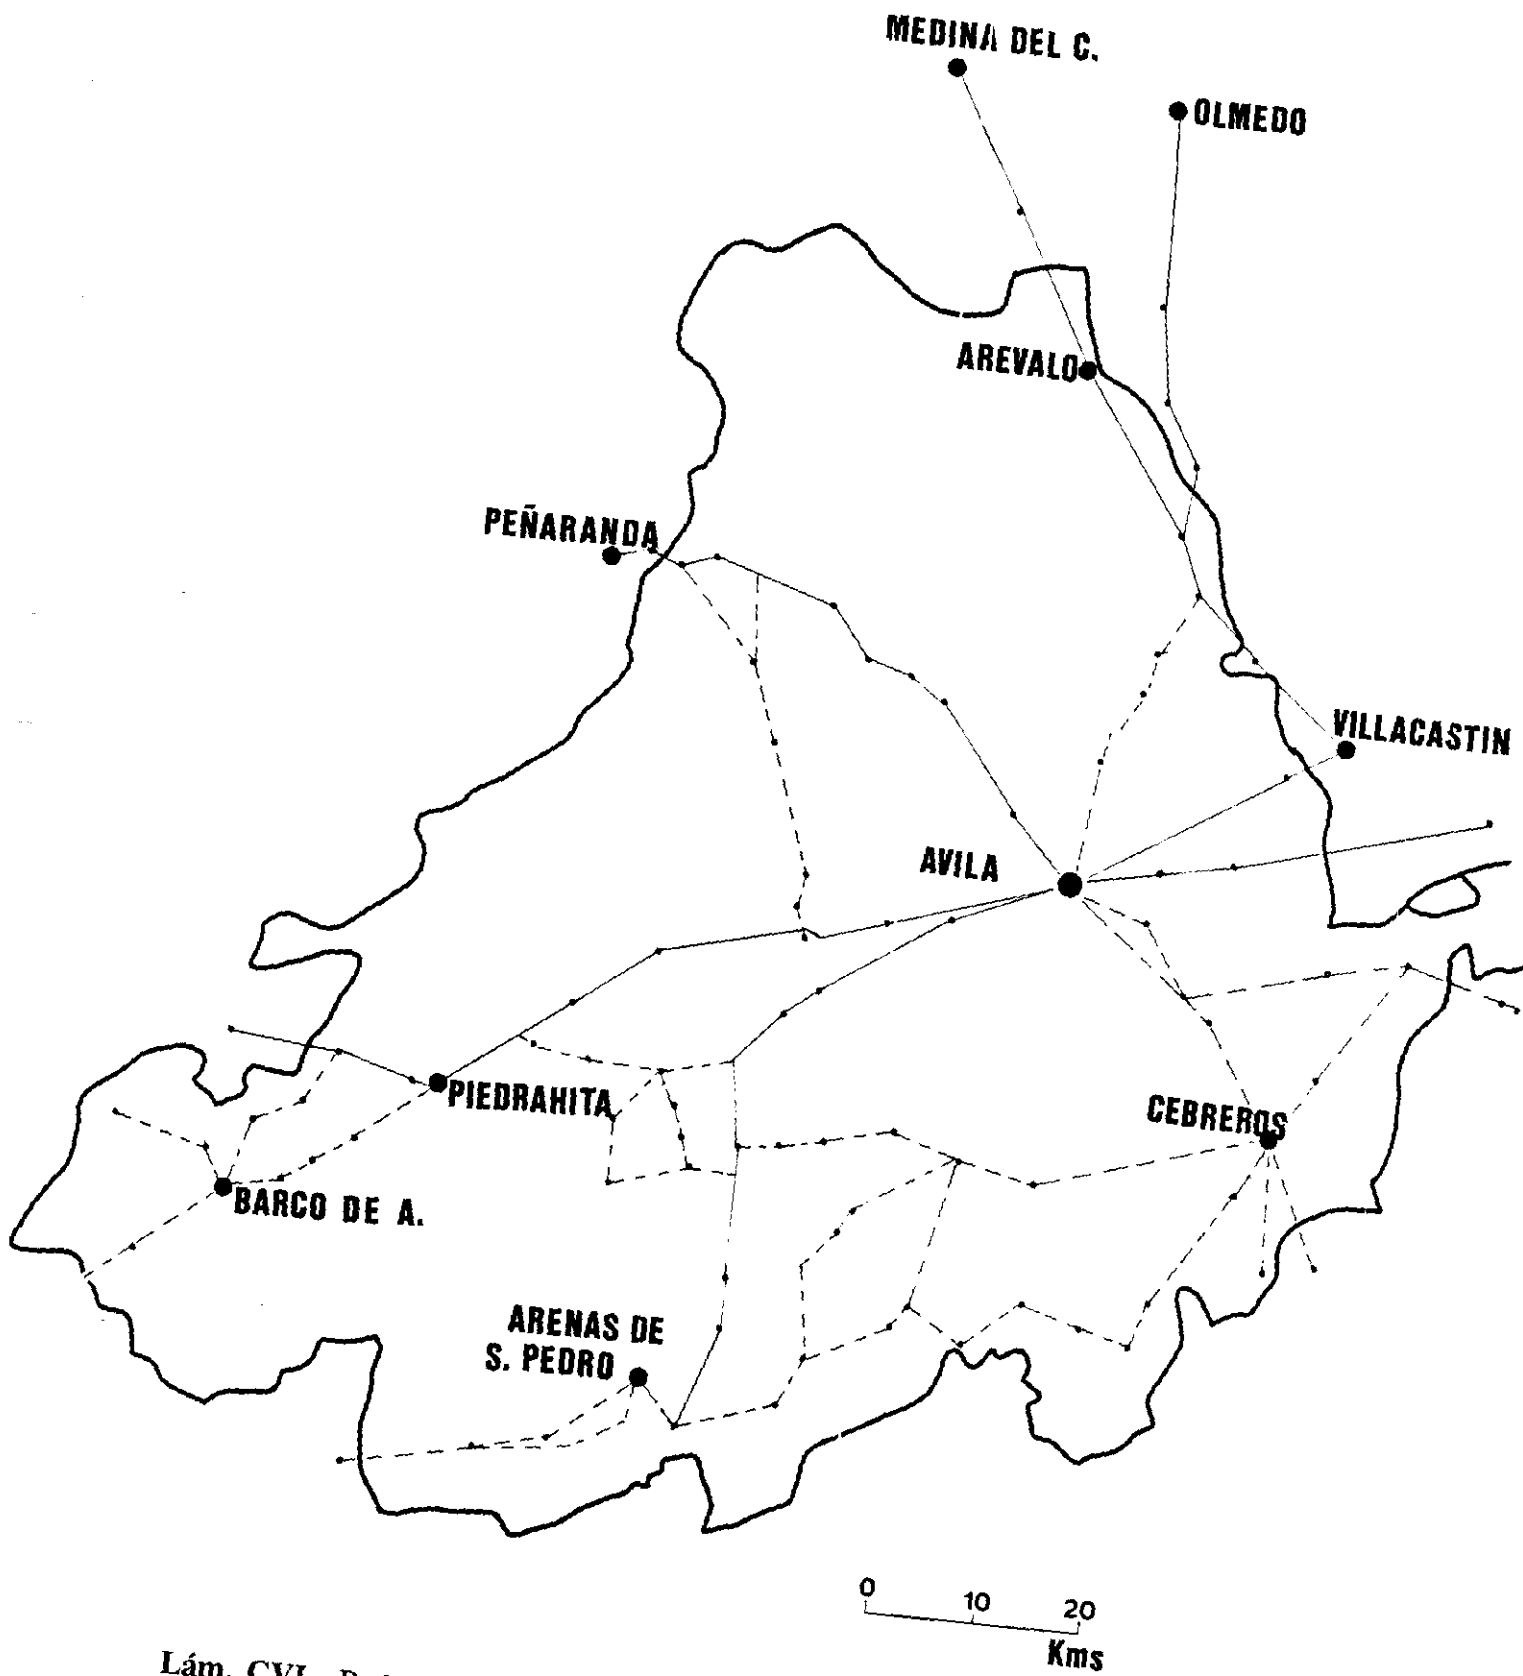 MEDINA DEL C.
OLMEDO
AREVALO
PEÑARANDA
VILLACASTIN
AVILA
PIEDRAHITA
CEBREROS
BARCO DE A.
ARENAS DE
S. PEDRO
0 10 20
Kms
Lám. CVI.